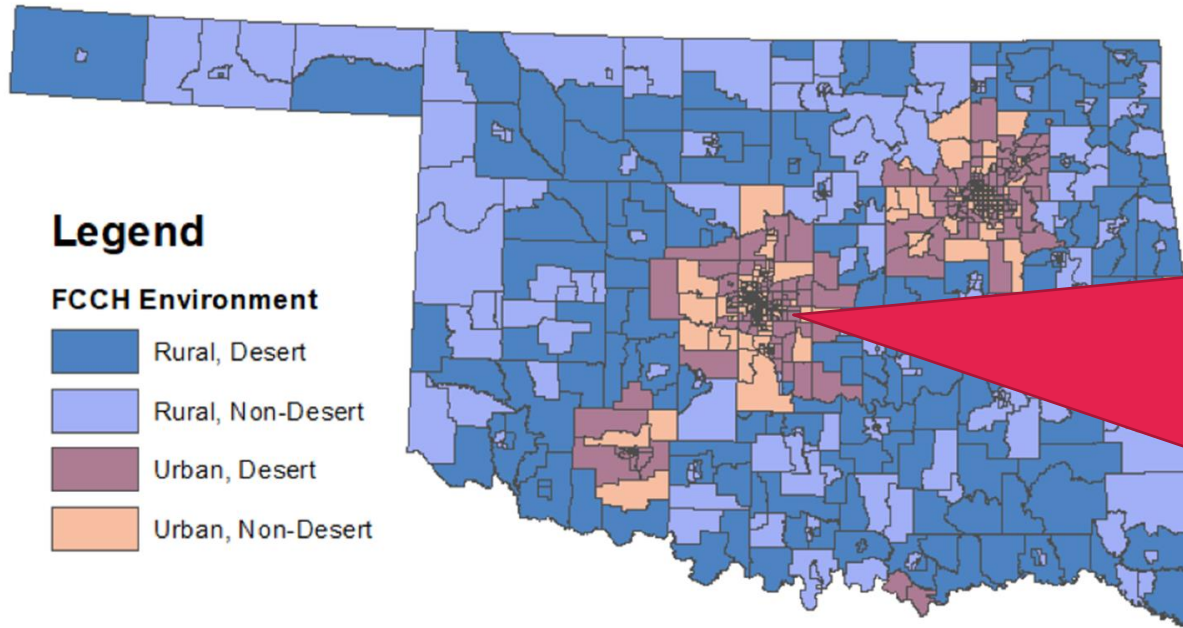 Legend
FCCH Environment
Rural, Desert
Rural, Non-Desert
Urban, Desert
Urban, Non-Desert